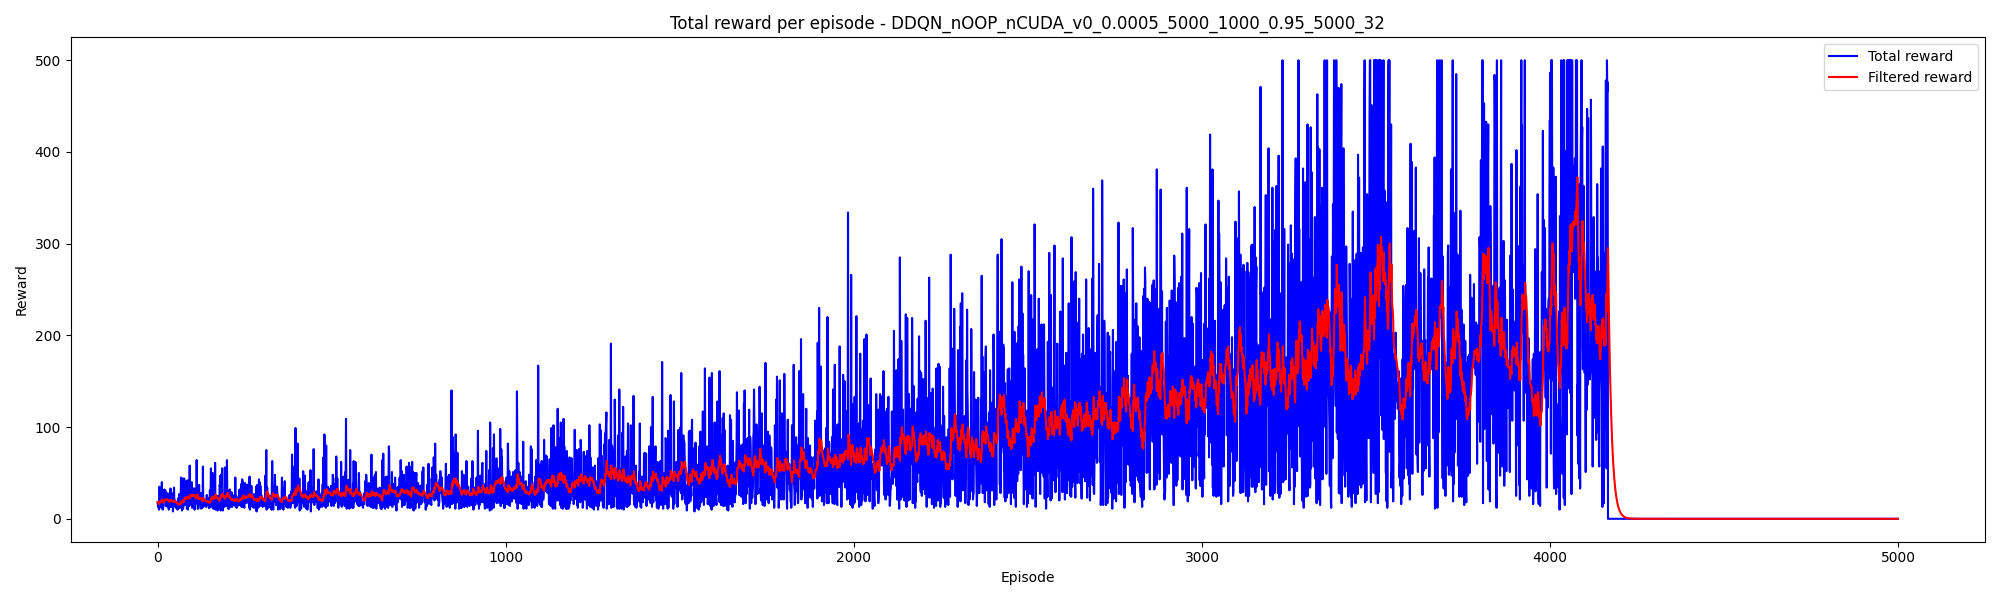 Total reward per episode - DDQN_nOOP_nCUDA_v0_0.0005_5000_1000_0.95_5000_32
Total reward
Filtered reward
Reward
500
400
300
200
100
0
0 1000 2000 3000 4000 5000
Episode